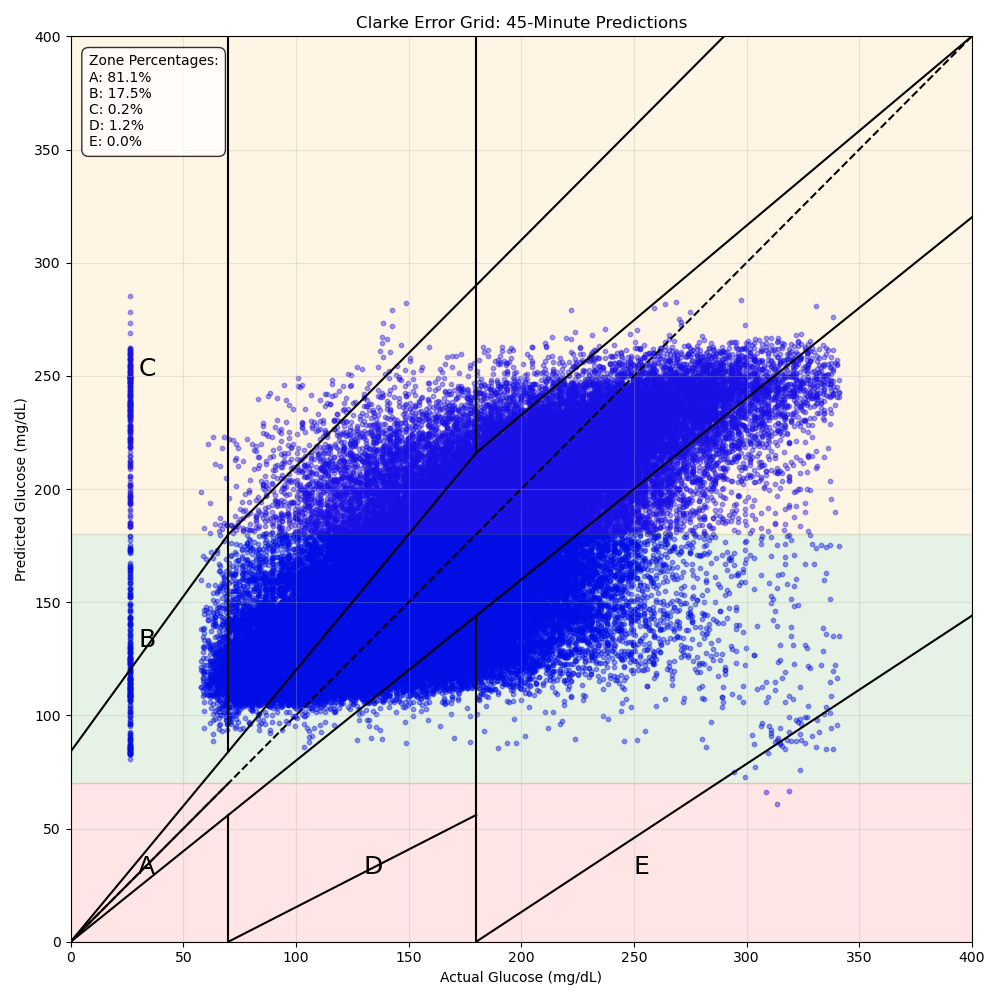 Clarke Error Grid: 45-Minute Predictions
400
350
300
250
200
150
100
50
0
Predicted Glucose (mg/dL)
Zone Percentages:
A: 81.1%
B: 17.5%
C: 0.2%
D: 1.2%
E: 0.0%
C
B
A
D
E
0
50
100
150
200
250
300
350
400
Actual Glucose (mg/dL)